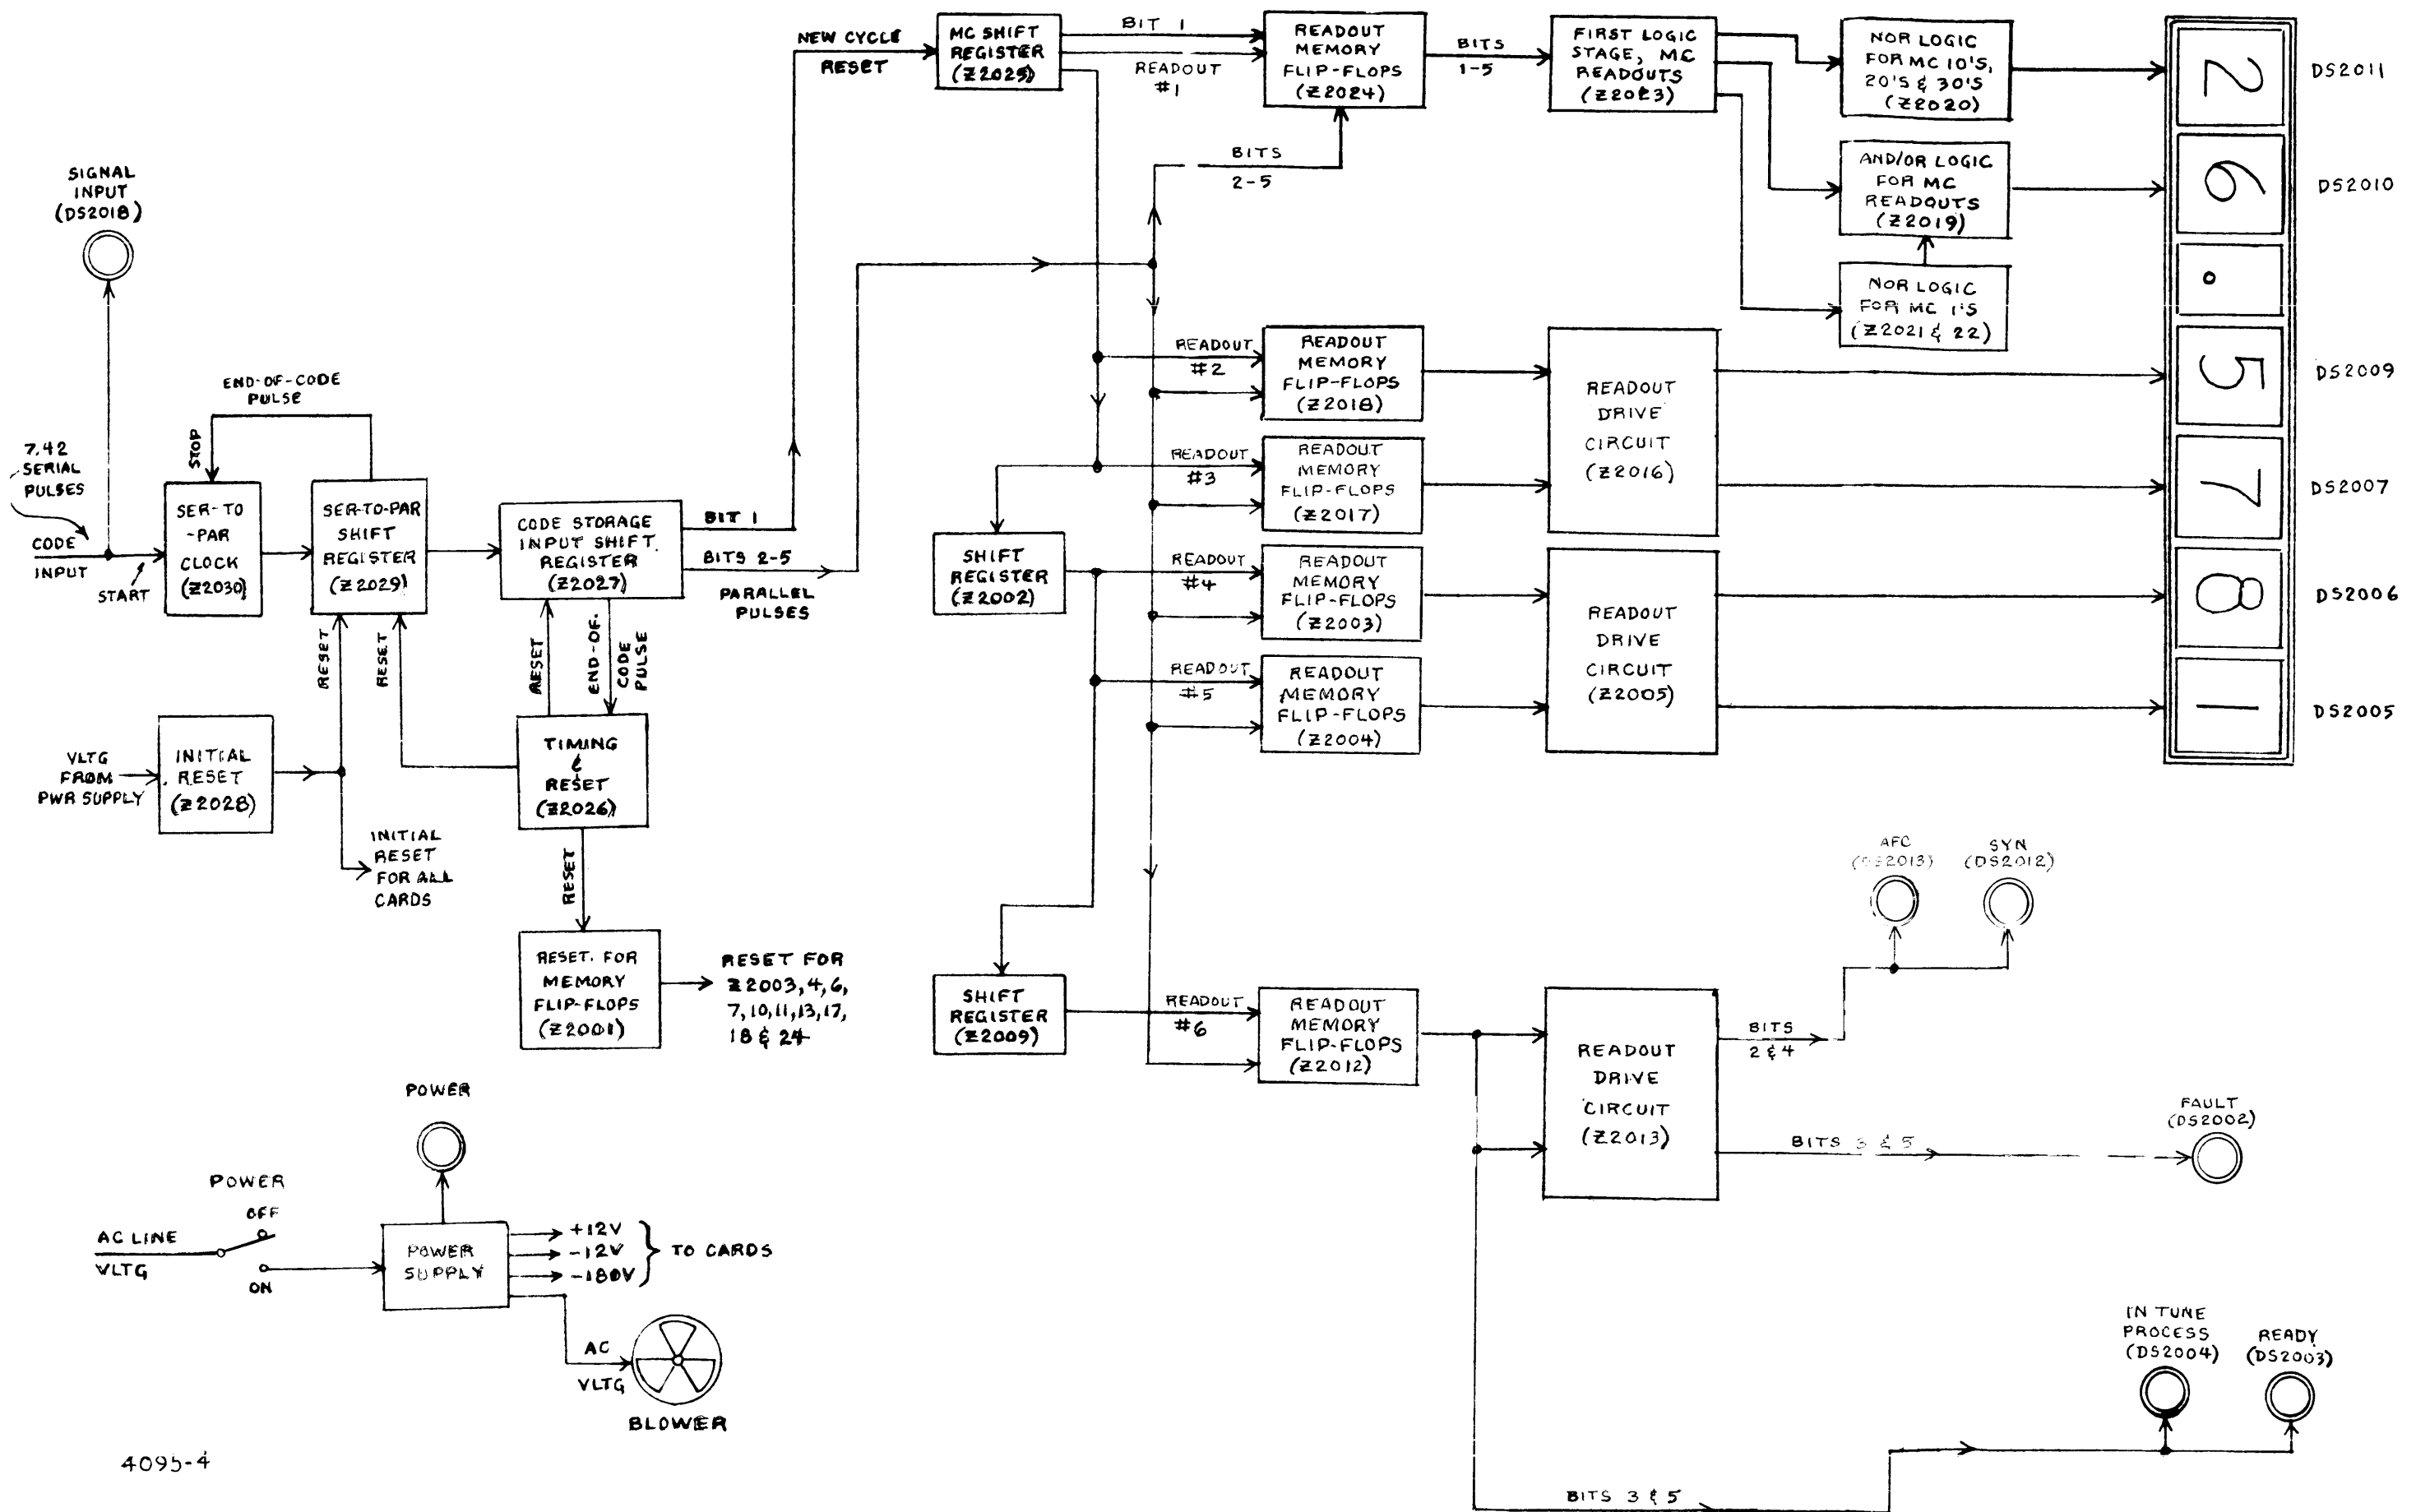 SIGNAL
INPUT
(DS2018)
7.42
SERIAL
PULSES
CODE
INPUT
START
STOP
END-OF-CODE
PULSE
SER-TO
-PAR
CLOCK
(Z2030)
SER-TO-PAR
SHIFT
REGISTER
(Z2029)
CODE STORAGE
INPUT SHIFT
REGISTER
(Z2027)
BIT 1
BITS 2-5
PARALLEL
PULSES
RESET
RESET
RESET
END-OF-
CODE
PULSE
VLTG
FROM
PWR SUPPLY
INITIAL
RESET
(Z2028)
INITIAL
RESET
FOR ALL
CARDS
TIMING
&
RESET
(Z2026)
RESET
RESET. FOR
MEMORY
FLIP-FLOPS
(Z2001)
RESET FOR
Z2003,4,6,
7,10,11,13,17,
18 & 24
POWER
POWER
OFF
ON
AC LINE
VLTG
POWER
SUPPLY
+12V
-12V
-180V
TO CARDS
AC
VLTG
BLOWER
4095-4
NEW CYCLE
RESET
MC SHIFT
REGISTER
(Z2025)
BIT 1
READOUT
#1
READOUT
MEMORY
FLIP-FLOPS
(Z2024)
BITS
2-5
BITS
1-5
FIRST LOGIC
STAGE, MC
READOUTS
(Z2023)
NOR LOGIC
FOR MC 10'S,
20'S & 30'S
(Z2020)
AND/OR LOGIC
FOR MC
READOUTS
(Z2019)
NOR LOGIC
FOR MC 1'S
(Z2021 & 22)
READOUT
#2
READOUT
MEMORY
FLIP-FLOPS
(Z2018)
READOUT
#3
READOUT
MEMORY
FLIP-FLOPS
(Z2017)
READOUT
DRIVE
CIRCUIT
(Z2016)
SHIFT
REGISTER
(Z2002)
READOUT
#4
READOUT
MEMORY
FLIP-FLOPS
(Z2003)
READOUT
#5
READOUT
MEMORY
FLIP-FLOPS
(Z2004)
READOUT
DRIVE
CIRCUIT
(Z2005)
2
6
.
5
7
8
1
DS2011
DS2010
DS2009
DS2007
DS2006
DS2005
SHIFT
REGISTER
(Z2009)
READOUT
#6
READOUT
MEMORY
FLIP-FLOPS
(Z2012)
READOUT
DRIVE
CIRCUIT
(Z2013)
BITS
2 & 4
AFC
(DS2013)
SYN
(DS2012)
BITS 3 & 5
FAULT
(DS2002)
BITS 3 & 5
IN TUNE
PROCESS
(DS2004)
READY
(DS2003)